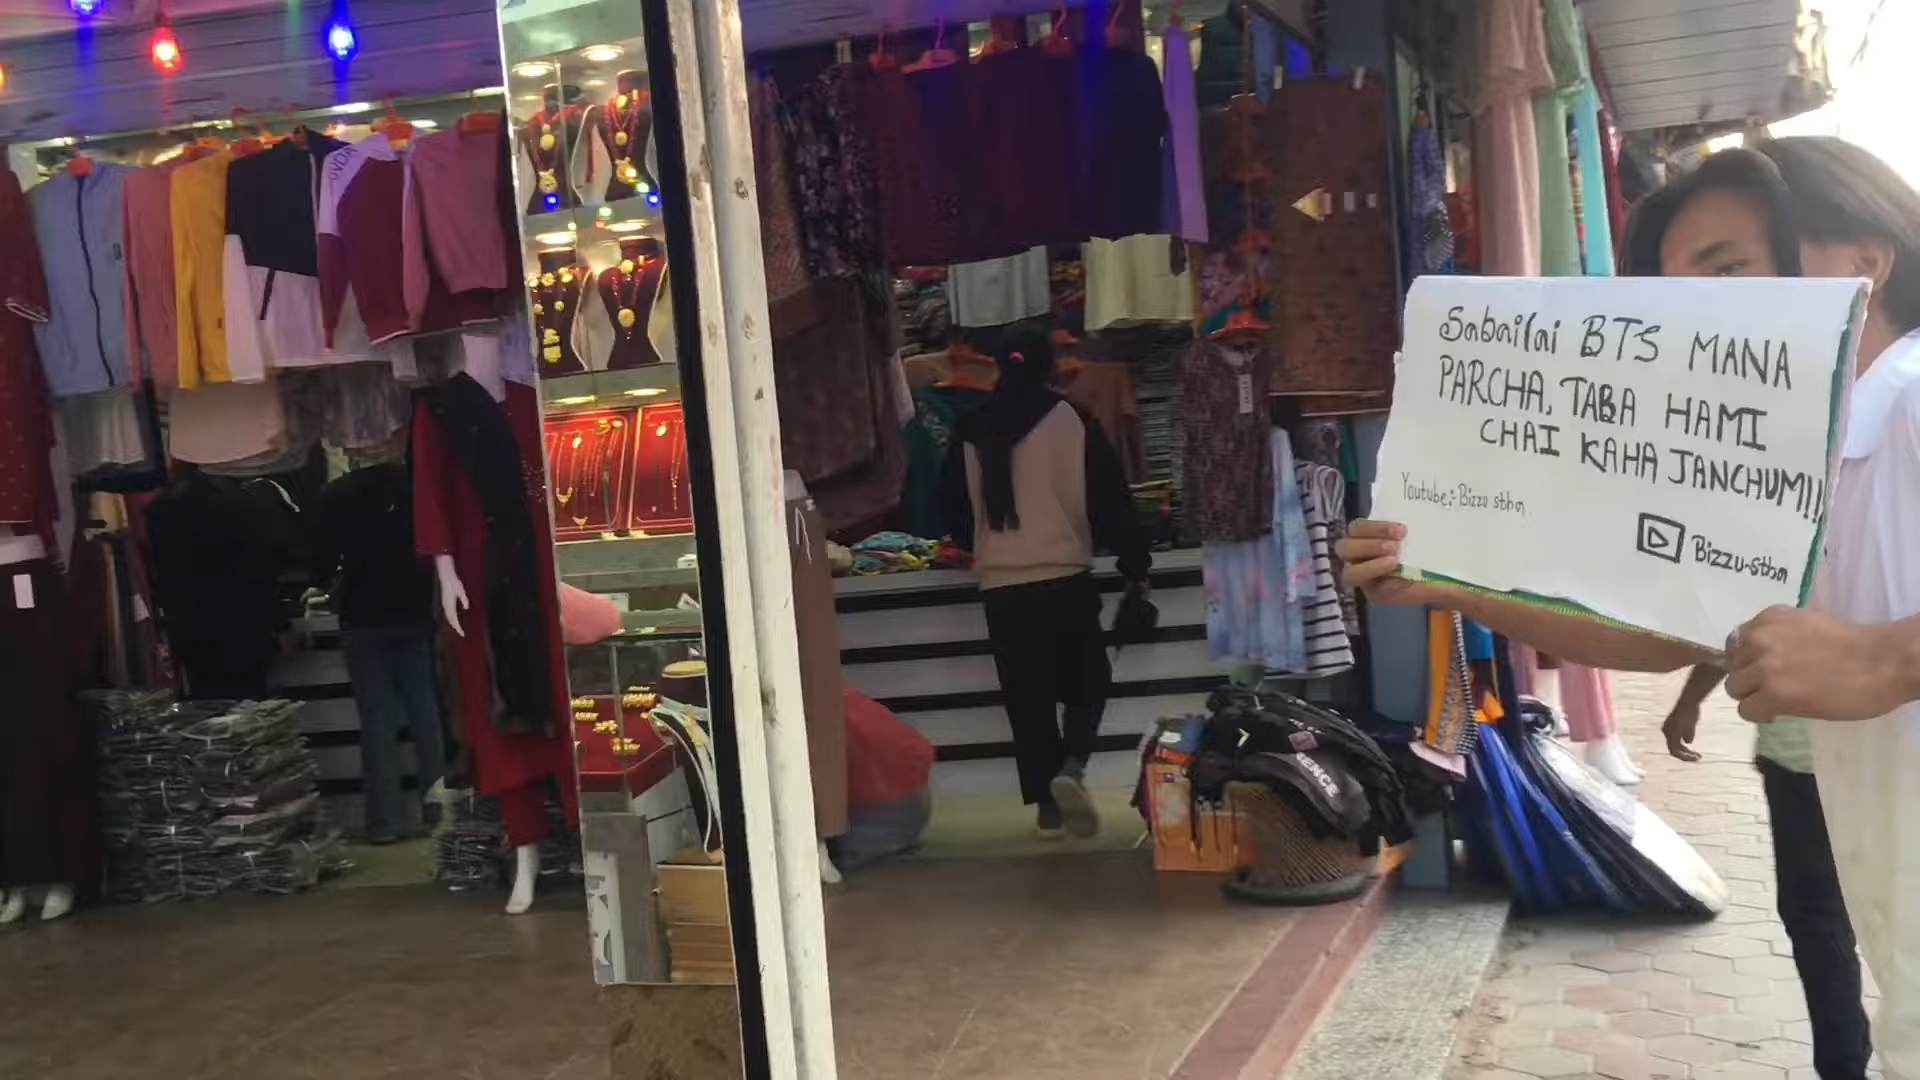 Sabailai BTS MANA
PARCHA, TABA HAMI
CHAI KAHA JANCHUM!!
Youtube:- Bizzu stha
Bizzu-stha